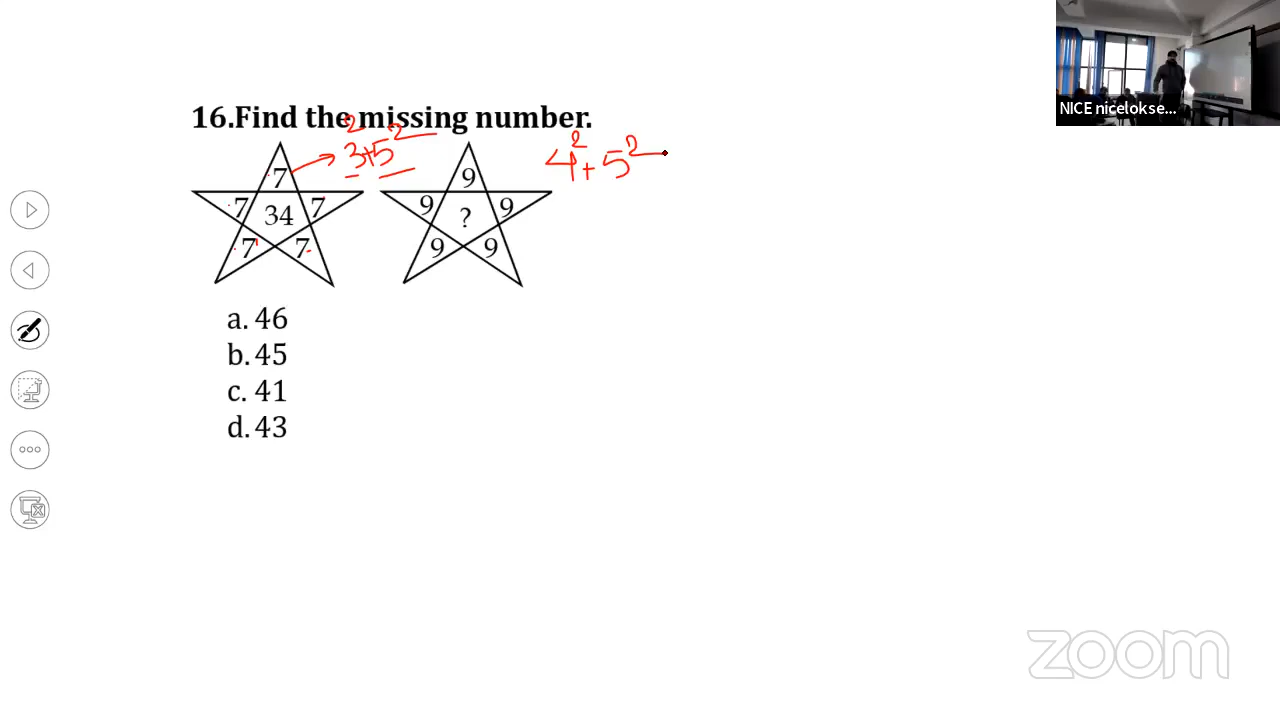 NICE nicelokse...
16.Find the missing number.
3²+5²
4²+5²
7
9
7
34
7
9
?
9
7
7
9
9
a. 46
b. 45
c. 41
d. 43
zoom